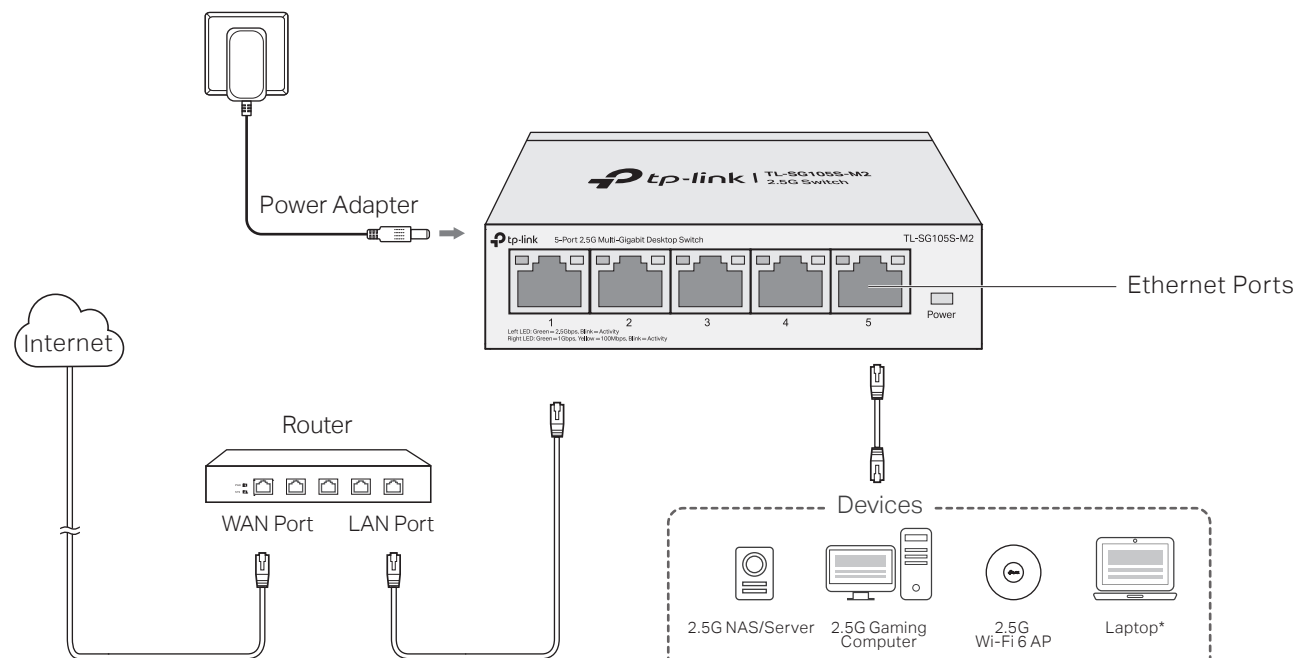 tp-link | TL-SG105S-M2
2.5G Switch
Power Adapter
tp-link 5-Port 2.5G Multi-Gigabit Desktop Switch TL-SG105S-M2
Ethernet Ports
Power
1 2 3 4 5
Left LED: Green=2.5Gbps, Blink=Activity
Right LED: Green=1Gbps, Yellow=100Mbps, Blink=Activity
Internet
Router
WAN Port LAN Port
Devices
2.5G NAS/Server
2.5G Gaming
Computer
2.5G
Wi-Fi 6 AP
Laptop*